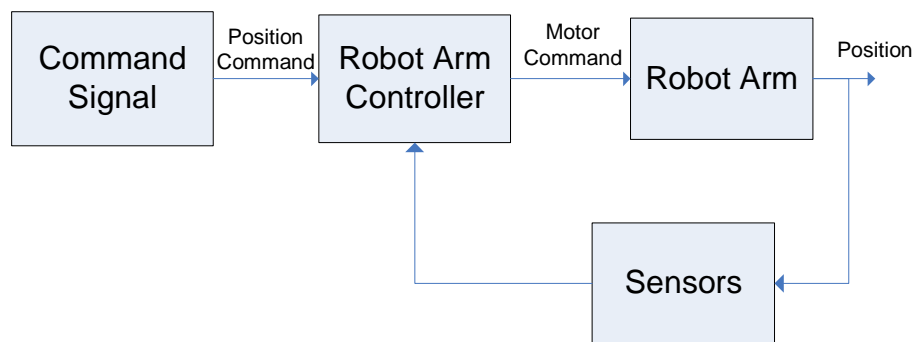 Command
Signal
Position
Command
Robot Arm
Controller
Motor
Command
Robot Arm
Position
Sensors